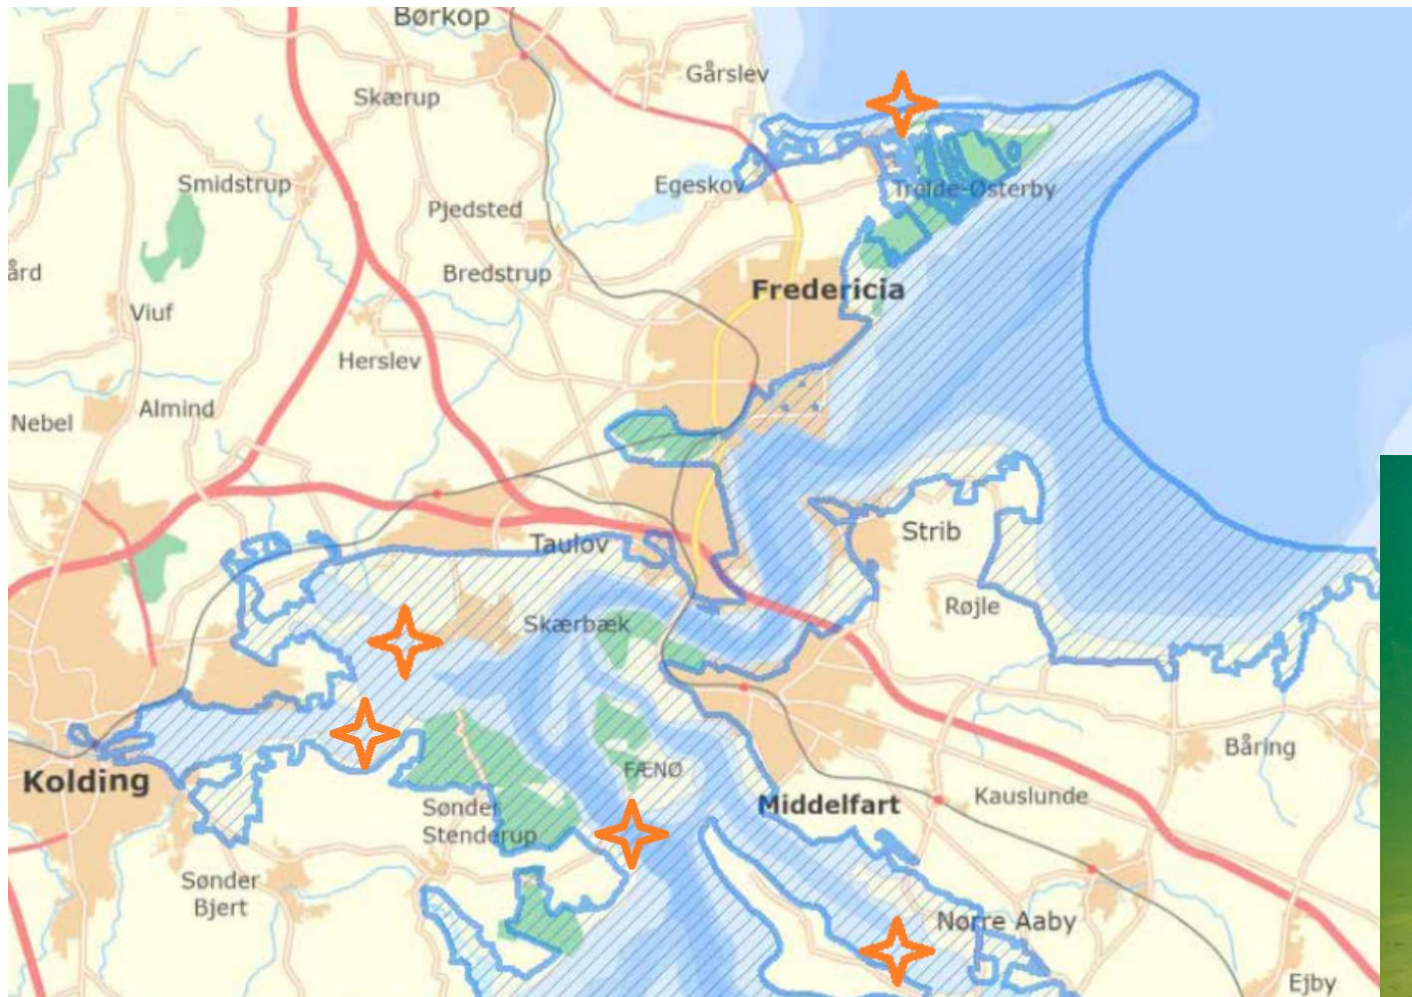 Børkop
Gårslev
Skærup
Smidstrup
Egeskov
Trelde-Østerby
Pjedsted
ård
Bredstrup
Fredericia
Viuf
Herslev
Almind
Nebel
Strib
Taulov
Røjle
Skærbæk
Båring
Kolding
FÆNØ
Kauslunde
Middelfart
Sønder
Stenderup
Sønder
Bjert
Nørre Aaby
Ejby